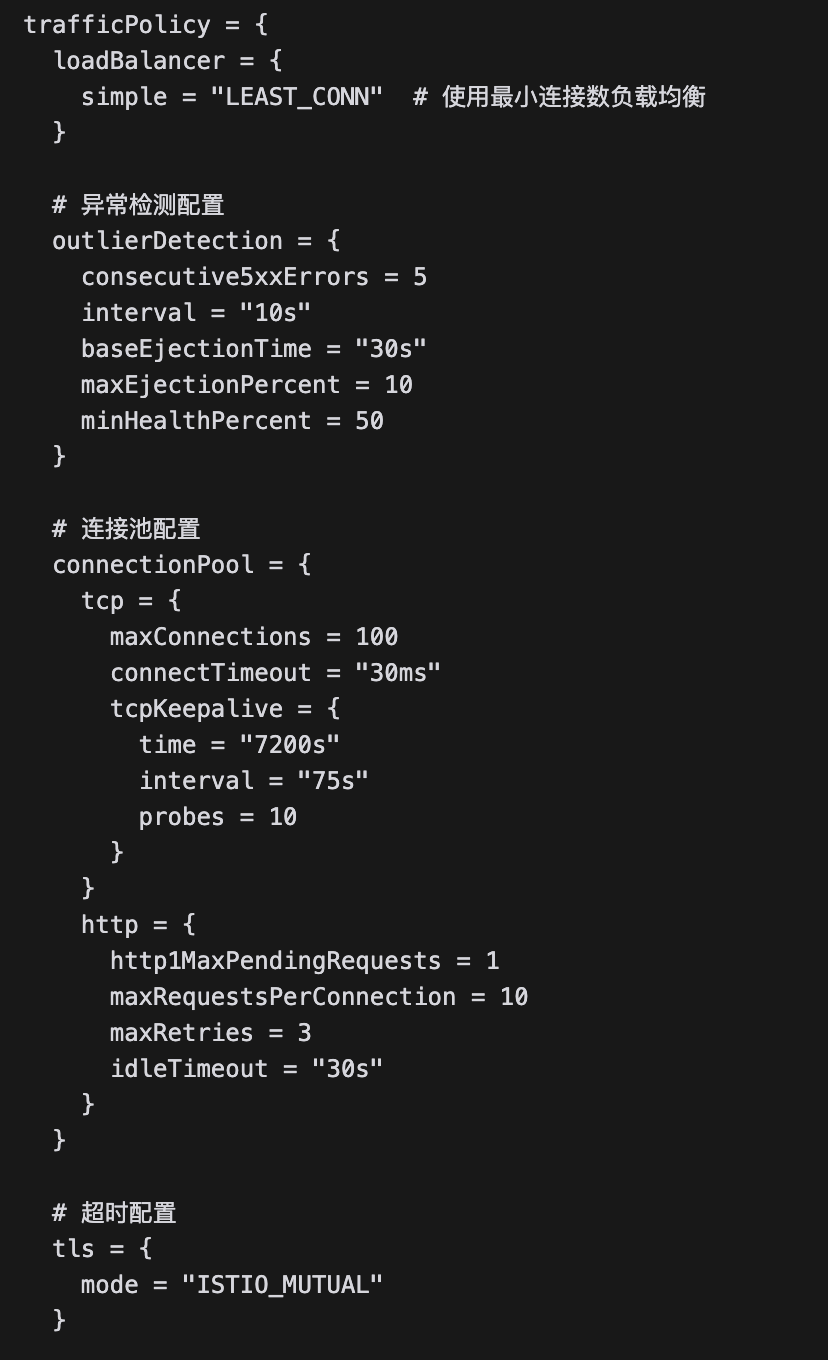 trafficPolicy = {
  loadBalancer = {
    simple = "LEAST_CONN"  # 使用最小连接数负载均衡
  }

  # 异常检测配置
  outlierDetection = {
    consecutive5xxErrors = 5
    interval = "10s"
    baseEjectionTime = "30s"
    maxEjectionPercent = 10
    minHealthPercent = 50
  }

  # 连接池配置
  connectionPool = {
    tcp = {
      maxConnections = 100
      connectTimeout = "30ms"
      tcpKeepalive = {
        time = "7200s"
        interval = "75s"
        probes = 10
      }
    }
    http = {
      http1MaxPendingRequests = 1
      maxRequestsPerConnection = 10
      maxRetries = 3
      idleTimeout = "30s"
    }
  }

  # 超时配置
  tls = {
    mode = "ISTIO_MUTUAL"
  }